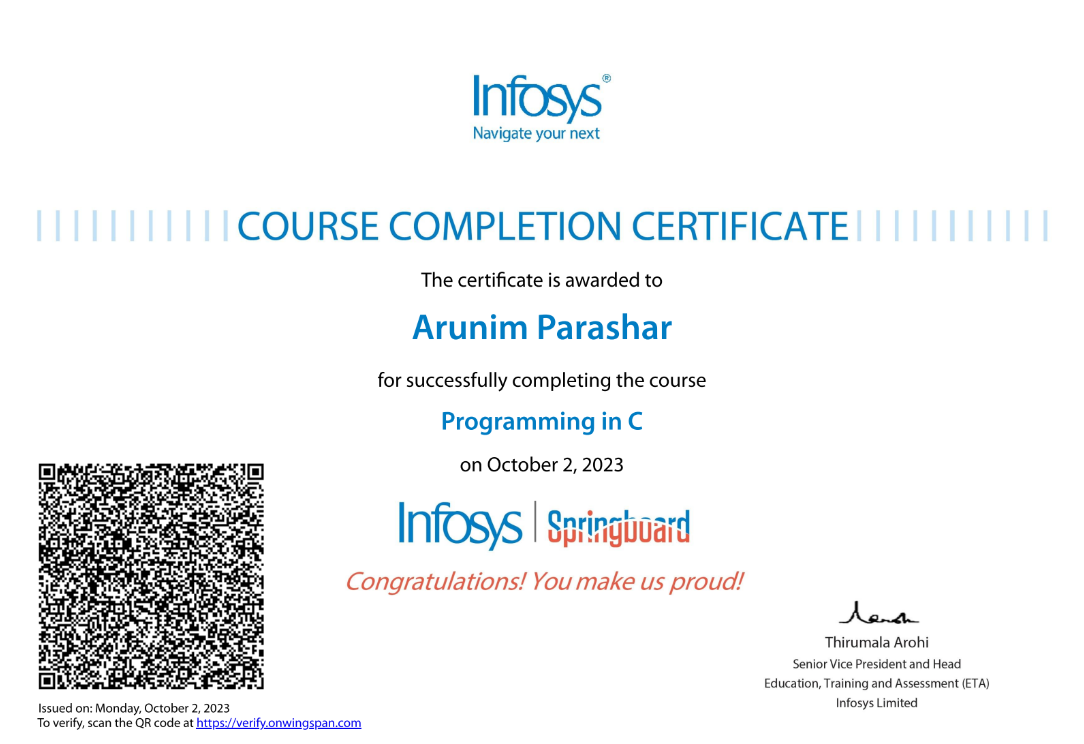 Infosys®
Navigate your next
COURSE COMPLETION CERTIFICATE
The certificate is awarded to
Arunim Parashar
for successfully completing the course
Programming in C
on October 2, 2023
Infosys | Springboard
Congratulations! You make us proud!
Thirumala Arohi
Senior Vice President and Head
Education, Training and Assessment (ETA)
Infosys Limited
Issued on: Monday, October 2, 2023
To verify, scan the QR code at https://verify.onwingspan.com